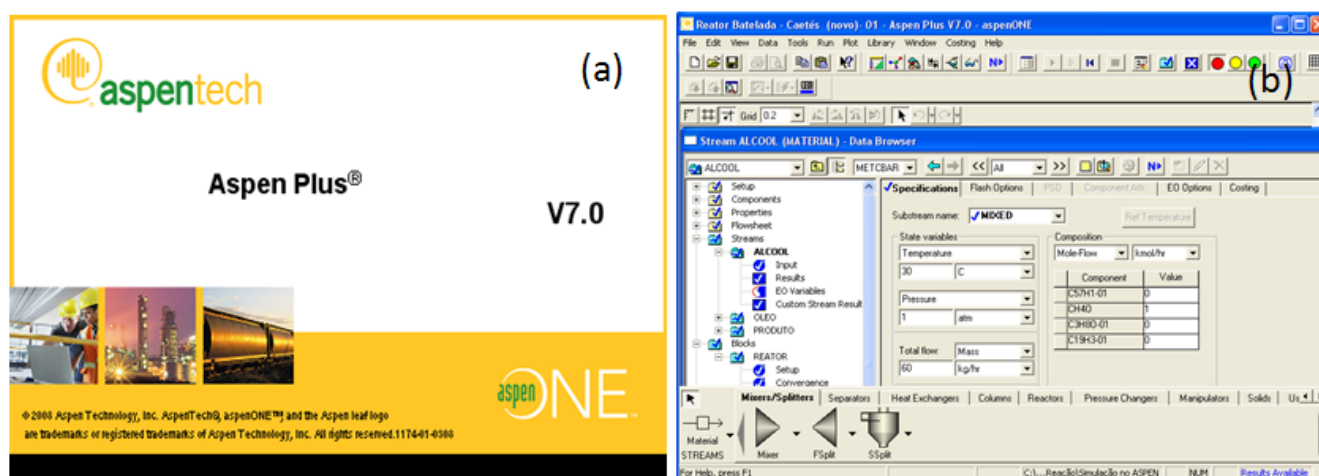 aspentech
(a)
Aspen Plus®
V7.0
aspenONE™
© 2008 Aspen Technology, Inc. AspenTech®, aspenONE™, and the Aspen leaf logo
are trademarks or registered trademarks of Aspen Technology, Inc. All rights reserved.1174-01-0308
Reator Batelada - Caetés (novo)- 01 - Aspen Plus V7.0 - aspenONE
File Edit View Data Tools Run Plot Library Window Costing Help
N>
(b)
Grid 0.2
Stream ALCOOL (MATERIAL) - Data Browser
ALCOOL METCBAR << All >> N>
Setup
Components
Properties
Flowsheet
Streams
ALCOOL
Input
Results
EO Variables
Custom Stream Result
OLEO
PRODUTO
Blocks
REATOR
Setup
Convergence
Specifications Flash Options PSD Component Attr. EO Options Costing
Substream name: MIXED Ref Temperature
State variables
Temperature
30 C
Pressure
1 atm
Total flow: Mass
60 kg/hr
Composition
Mole-Flow kmol/hr
Component Value
C57H1-01 0
CH4O 1
C3H8O-01 0
C19H3-01 0
Mixers/Splitters Separators Heat Exchangers Columns Reactors Pressure Changers Manipulators Solids
Material
STREAMS Mixer FSplit SSplit
For Help, press F1 C:\...Reação\Simulação no ASPEN NUM Results Available